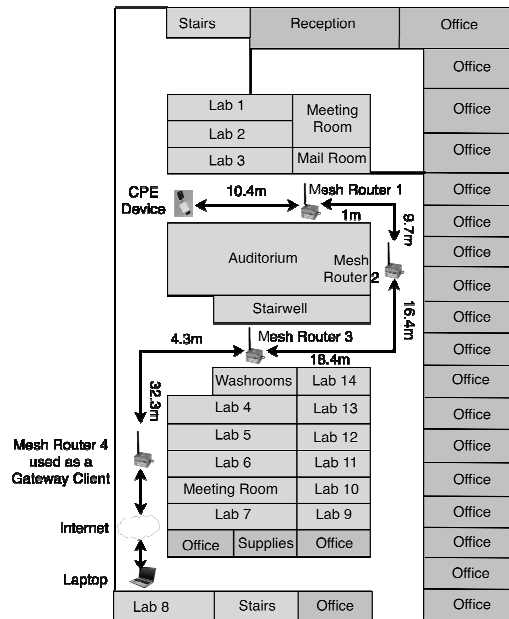 Stairs
Reception
Office
Office
Lab 1
Meeting
Room
Office
Lab 2
Lab 3
Mail Room
Office
CPE
Device
10.4m
Mesh Router 1
1m
9.7m
Office
Office
Auditorium
Mesh
Router 2
Office
Office
Stairwell
16.4m
Office
4.3m
Mesh Router 3
18.4m
Office
32.3m
Washrooms
Lab 14
Office
Lab 4
Lab 13
Office
Lab 5
Lab 12
Office
Mesh Router 4
used as a
Gateway Client
Lab 6
Lab 11
Office
Meeting Room
Lab 10
Office
Internet
Lab 7
Lab 9
Office
Office
Supplies
Office
Office
Laptop
Office
Lab 8
Stairs
Office
Office